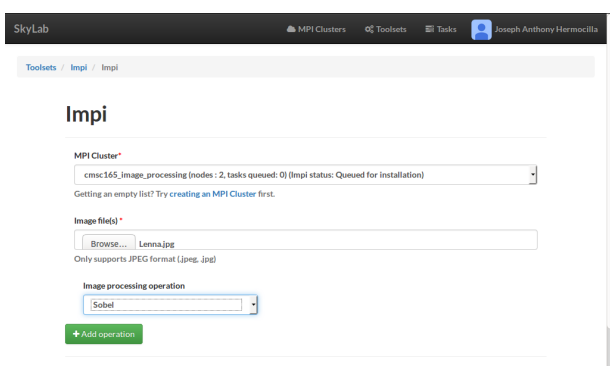 SkyLab MPI Clusters Toolsets Tasks Joseph Anthony Hermocilla
Toolsets / Impi / Impi
Impi
MPI Cluster*
cmsc165_image_processing (nodes : 2, tasks queued: 0) (Impi status: Queued for installation)
Getting an empty list? Try creating an MPI Cluster first.
Image file(s) *
Browse... Lenna.jpg
Only supports JPEG format (.jpeg, .jpg)
Image processing operation
Sobel
+ Add operation